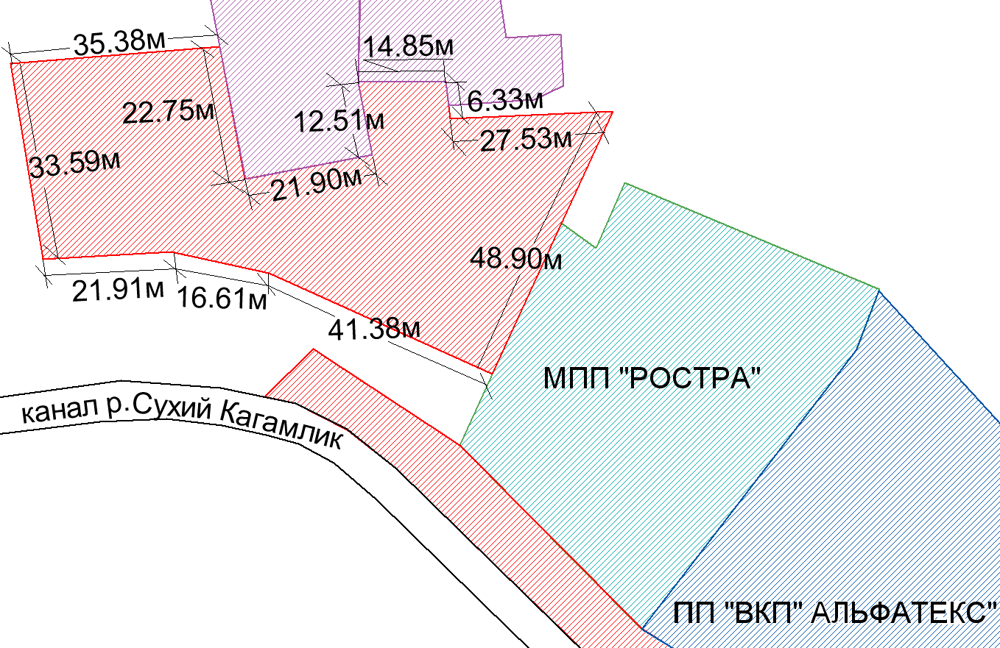 35.38м
14.85м
6.33м
22.75м
12.51м
27.53м
33.59м
21.90м
48.90м
21.91м
16.61м
41.38м
МПП "РОСТРА"
канал р.Сухий Кагамлик
ПП "ВКП" АЛЬФАТЕКС"